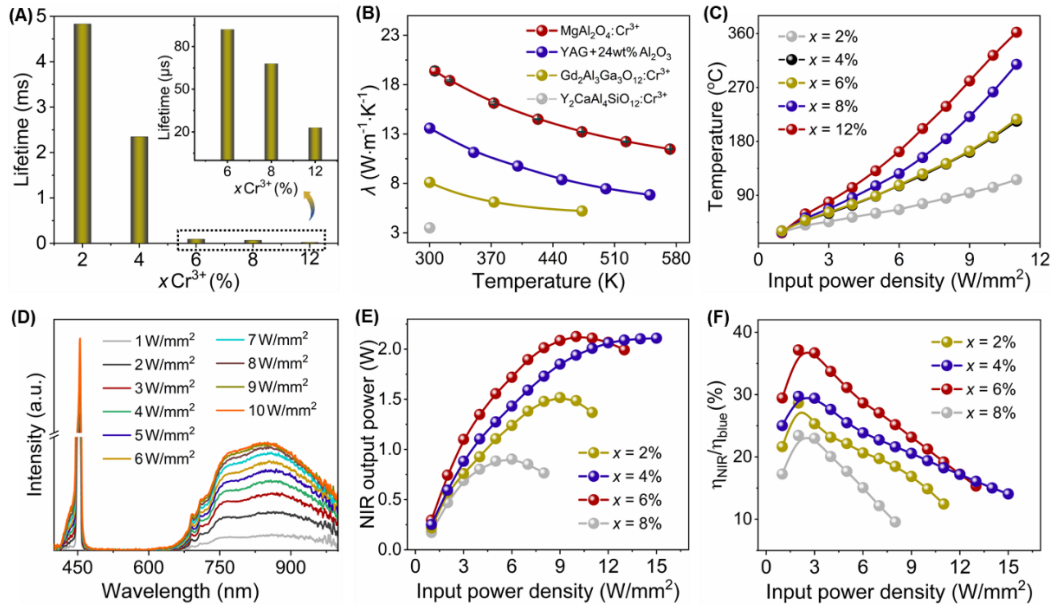 (A)
Lifetime (ms)
5
4
3
2
1
0
2
4
6
8
12
x Cr³⁺ (%)
Lifetime (μs)
90
60
30
6
8
12
x Cr³⁺ (%)
(B)
λ (W·m⁻¹·K⁻¹)
23
18
13
8
3
300
370
440
510
580
Temperature (K)
MgAl₂O₄:Cr³⁺
YAG+24wt%Al₂O₃
Gd₂Al₃Ga₃O₁₂:Cr³⁺
Y₂CaAl₄SiO₁₂:Cr³⁺
(C)
Temperature (°C)
360
270
180
90
0
3
6
9
12
Input power density (W/mm²)
x = 2%
x = 4%
x = 6%
x = 8%
x = 12%
(D)
Intensity (a.u.)
450
600
750
900
Wavelength (nm)
1 W/mm²
2 W/mm²
3 W/mm²
4 W/mm²
5 W/mm²
6 W/mm²
7 W/mm²
8 W/mm²
9 W/mm²
10 W/mm²
(E)
NIR output power (W)
2.0
1.5
1.0
0.5
0.0
0
3
6
9
12
15
Input power density (W/mm²)
x = 2%
x = 4%
x = 6%
x = 8%
(F)
ηNIR/ηblue (%)
40
30
20
10
0
3
6
9
12
15
Input power density (W/mm²)
x = 2%
x = 4%
x = 6%
x = 8%